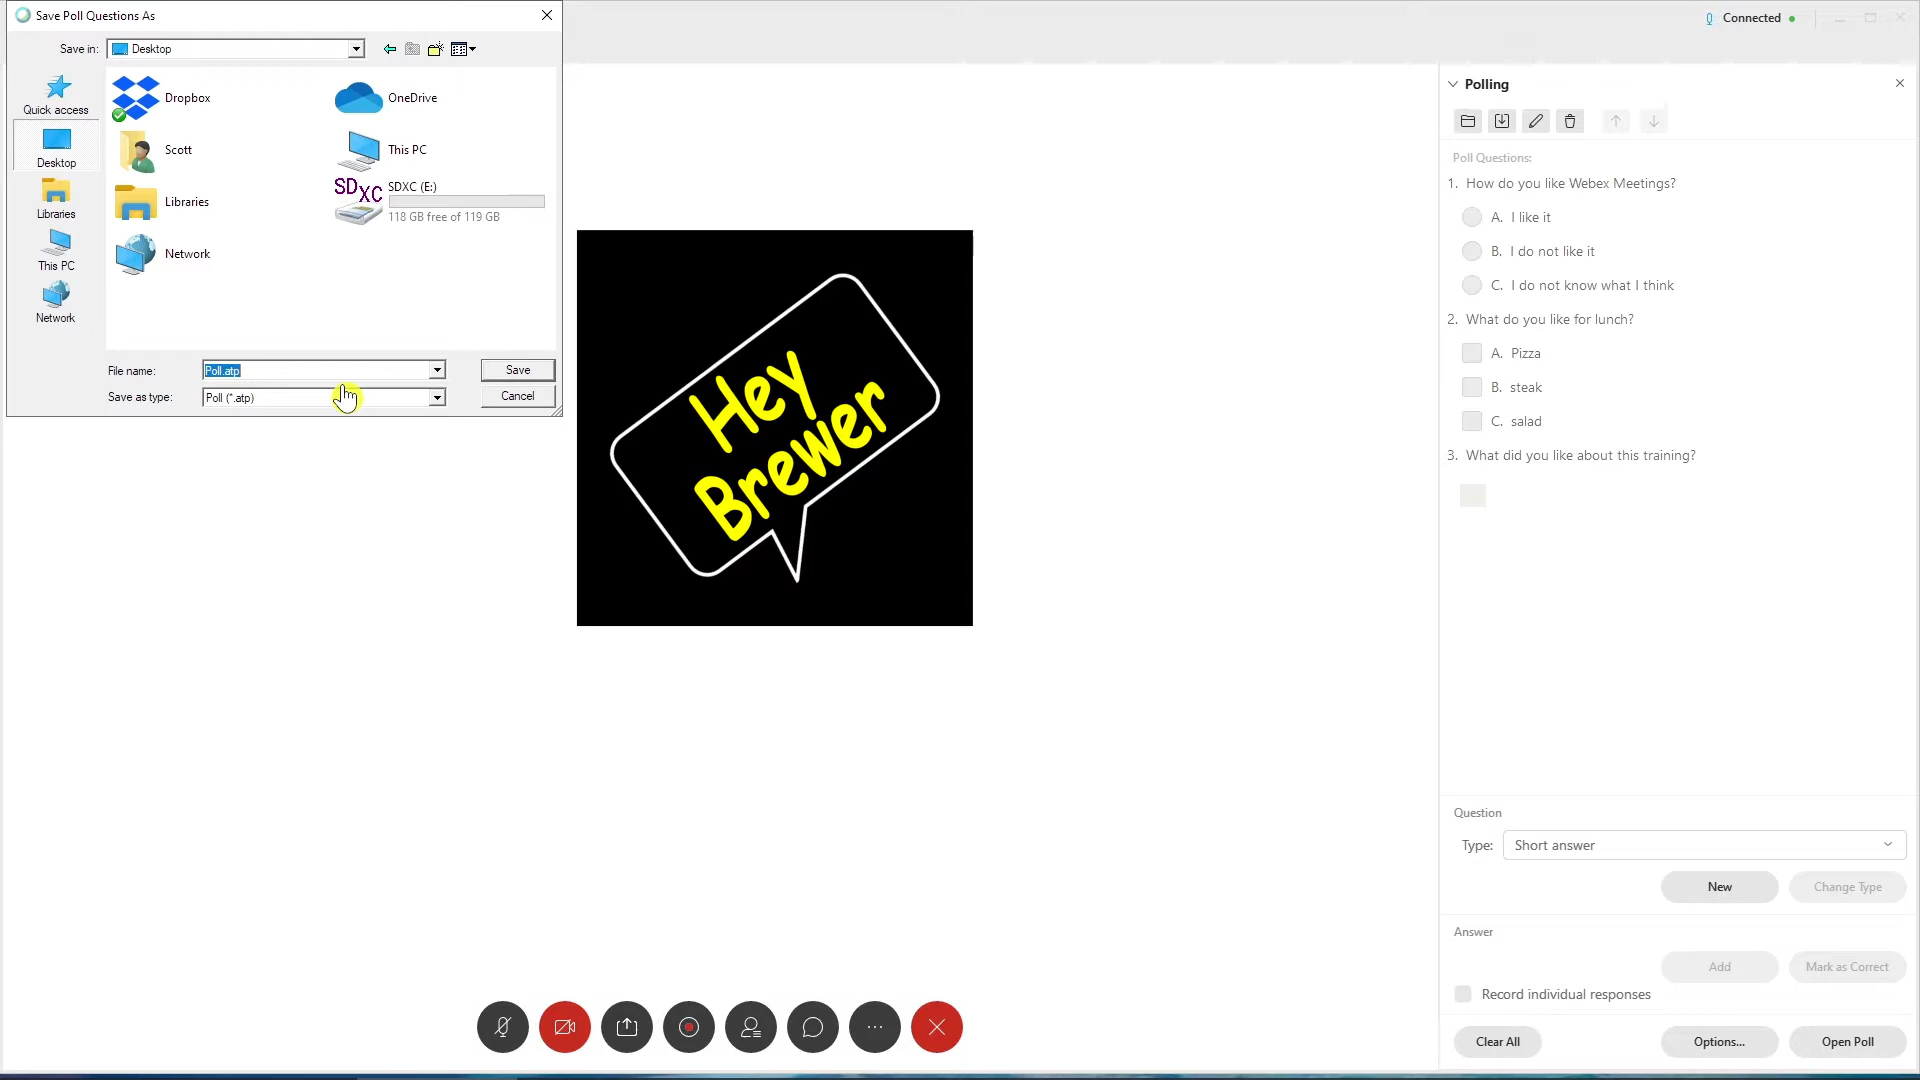 Save Poll Questions As
Save in:
Desktop
Quick access
Desktop
Libraries
This PC
Network
Dropbox
OneDrive
Scott
This PC
Libraries
SDXC
SDXC (E:)
118 GB free of 119 GB
Network
File name:
Poll.atp
Save
Save as type:
Poll (*.atp)
Cancel
Connected
Polling
Poll Questions:
1. How do you like Webex Meetings?
A. I like it
B. I do not like it
C. I do not know what I think
2. What do you like for lunch?
A. Pizza
B. steak
C. salad
3. What did you like about this training?
Hey
Brewer
Question
Type:
Short answer
New
Change Type
Answer
Add
Mark as Correct
Record individual responses
Clear All
Options...
Open Poll